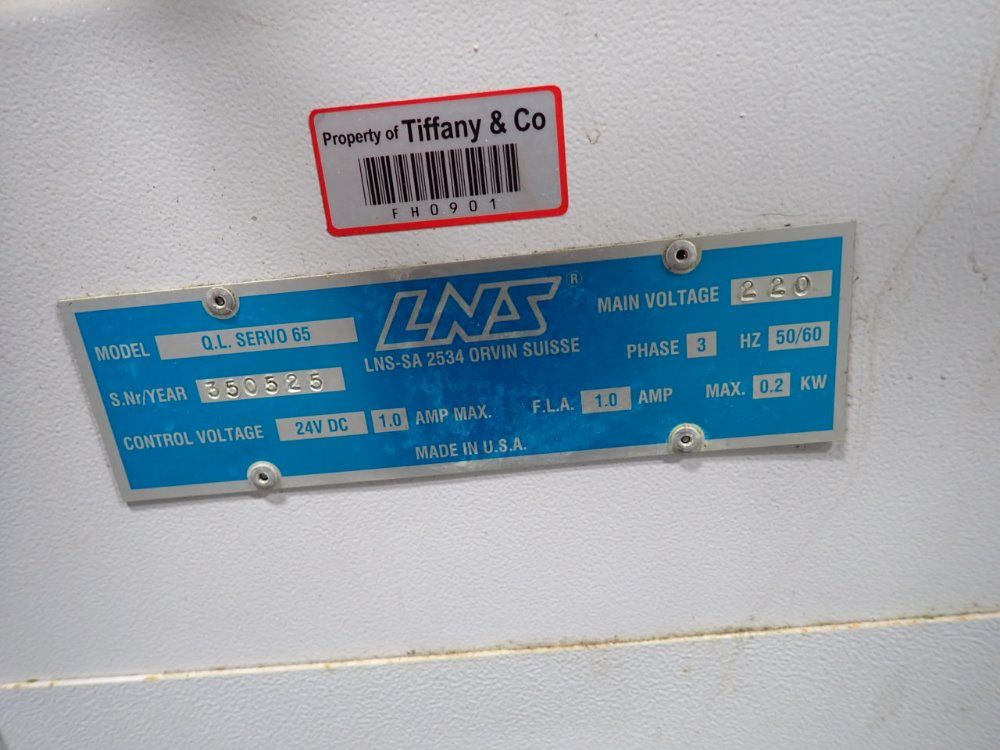 Property of Tiffany & Co
FH0901
LNS®
LNS-SA 2534 ORVIN SUISSE
MODEL Q.L. SERVO 65
S.Nr/YEAR 350525
CONTROL VOLTAGE 24V DC 1.0 AMP MAX.
MAIN VOLTAGE 220
PHASE 3 HZ 50/60
F.L.A. 1.0 AMP MAX. 0.2 KW
MADE IN U.S.A.